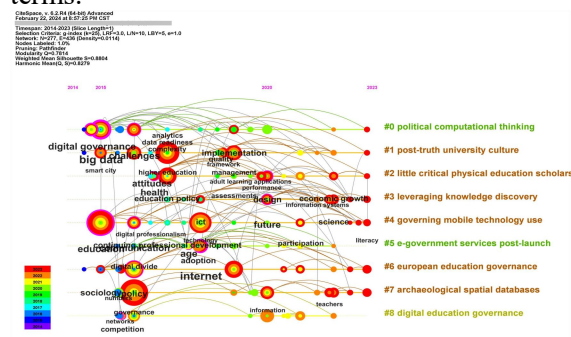 terms.
CiteSpace, v. 6.2.R4 (64-bit) Advanced
February 22, 2024 at 8:57:25 PM CST
Timespan: 2014-2023 (Slice Length=1)
Selection Criteria: g-index (k=25), LRF=3.0, L/N=10, LBY=5, e=1.0
Network: N=277, E=436 (Density=0.0114)
Nodes Labeled: 1.0%
Pruning: Pathfinder
Modularity Q=0.7814
Weighted Mean Silhouette S=0.8804
Harmonic Mean(Q, S)=0.8279
2014 2015 2020 2023
#0 political computational thinking
analytics
data readiness
digital governance complexity
challenges implementation
#1 post-truth university culture
big data quality
framework
smart city higher education management
#2 little critical physical education scholars
attitudes adult learning applications
performance
health
education policy assessments design economic growth
#3 leveraging knowledge discovery
information systems
ict future science
#4 governing mobile technology use
digital professionalism
technology participation literacy
education communication
continuing professional development
#5 e-government services post-launch
age
adoption
digital divide internet
#6 european education governance
sociology policy
#7 archaeological spatial databases
numbers
teachers
governance information
#8 digital education governance
networks
competition